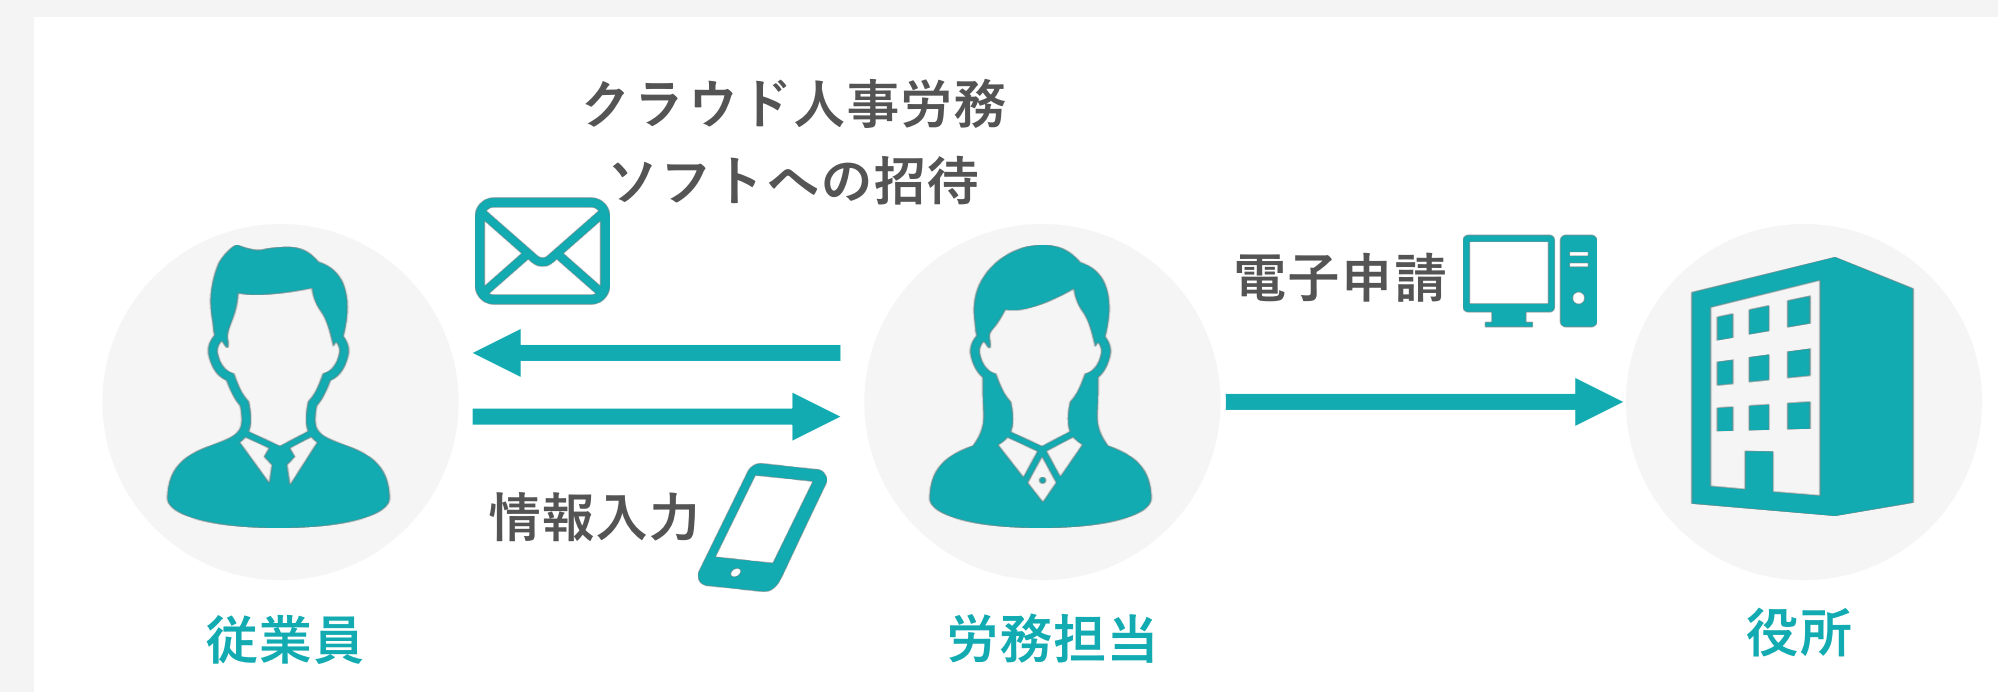 クラウド人事労務
ソフトへの招待
電子申請
情報入力
従業員
労務担当
役所